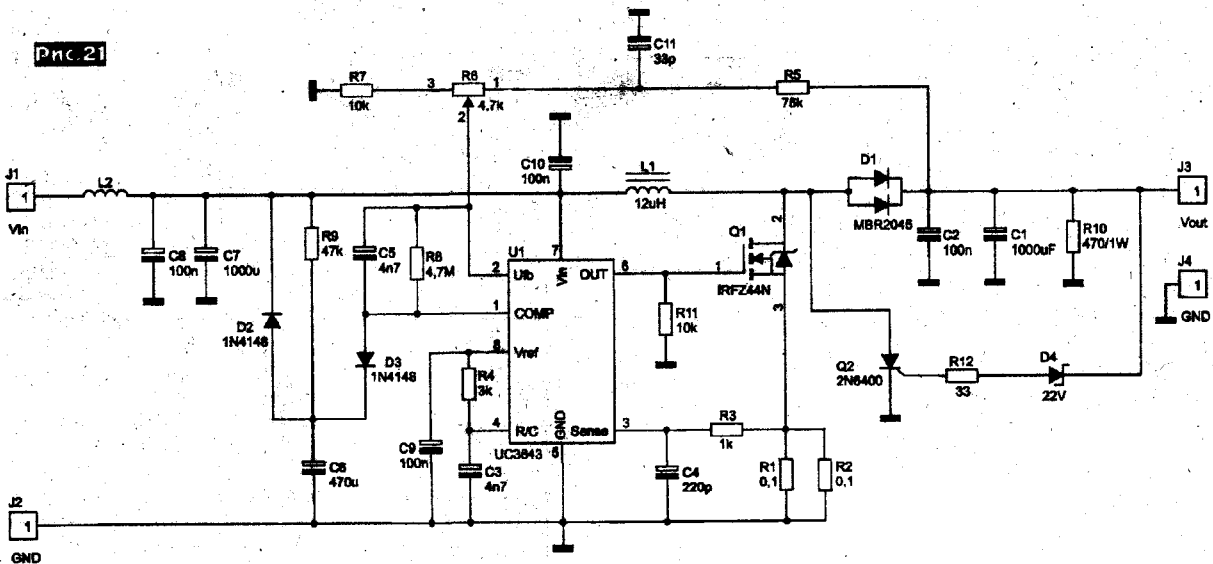 Рис.21
C11
33p
R7
10k
3
R6
1
4,7k
2
R5
75k
J1
1
Vin
L2
C10
100n
L1
12uH
D1
MBR2045
J3
1
Vout
C8
100n
C7
1000u
R9
47k
C5
4n7
R8
4,7M
U1
7
Vin
2
Ufb
OUT
6
1
COMP
8
Vref
4
R/C
GND
5
Sense
3
UC3843
Q1
1
2
3
IRFZ44N
R11
10k
C2
100n
C1
1000uF
R10
470/1W
J4
1
GND
D2
1N4148
D3
1N4148
R4
3k
Q2
2N6400
R12
33
D4
22V
R3
1k
C9
100n
C6
470u
C3
4n7
C4
220p
R1
0,1
R2
0,1
J2
1
GND